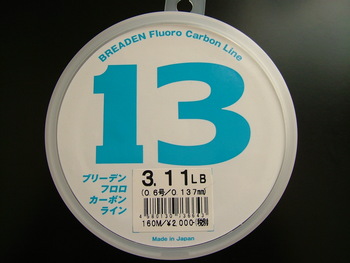 BREADEN Fluoro Carbon Line
13
ブリーデン
フロロ
カーボン
ライン
3.11LB
(0.6号/0.137mm)
160M/¥2,000-(税別)
Made in Japan